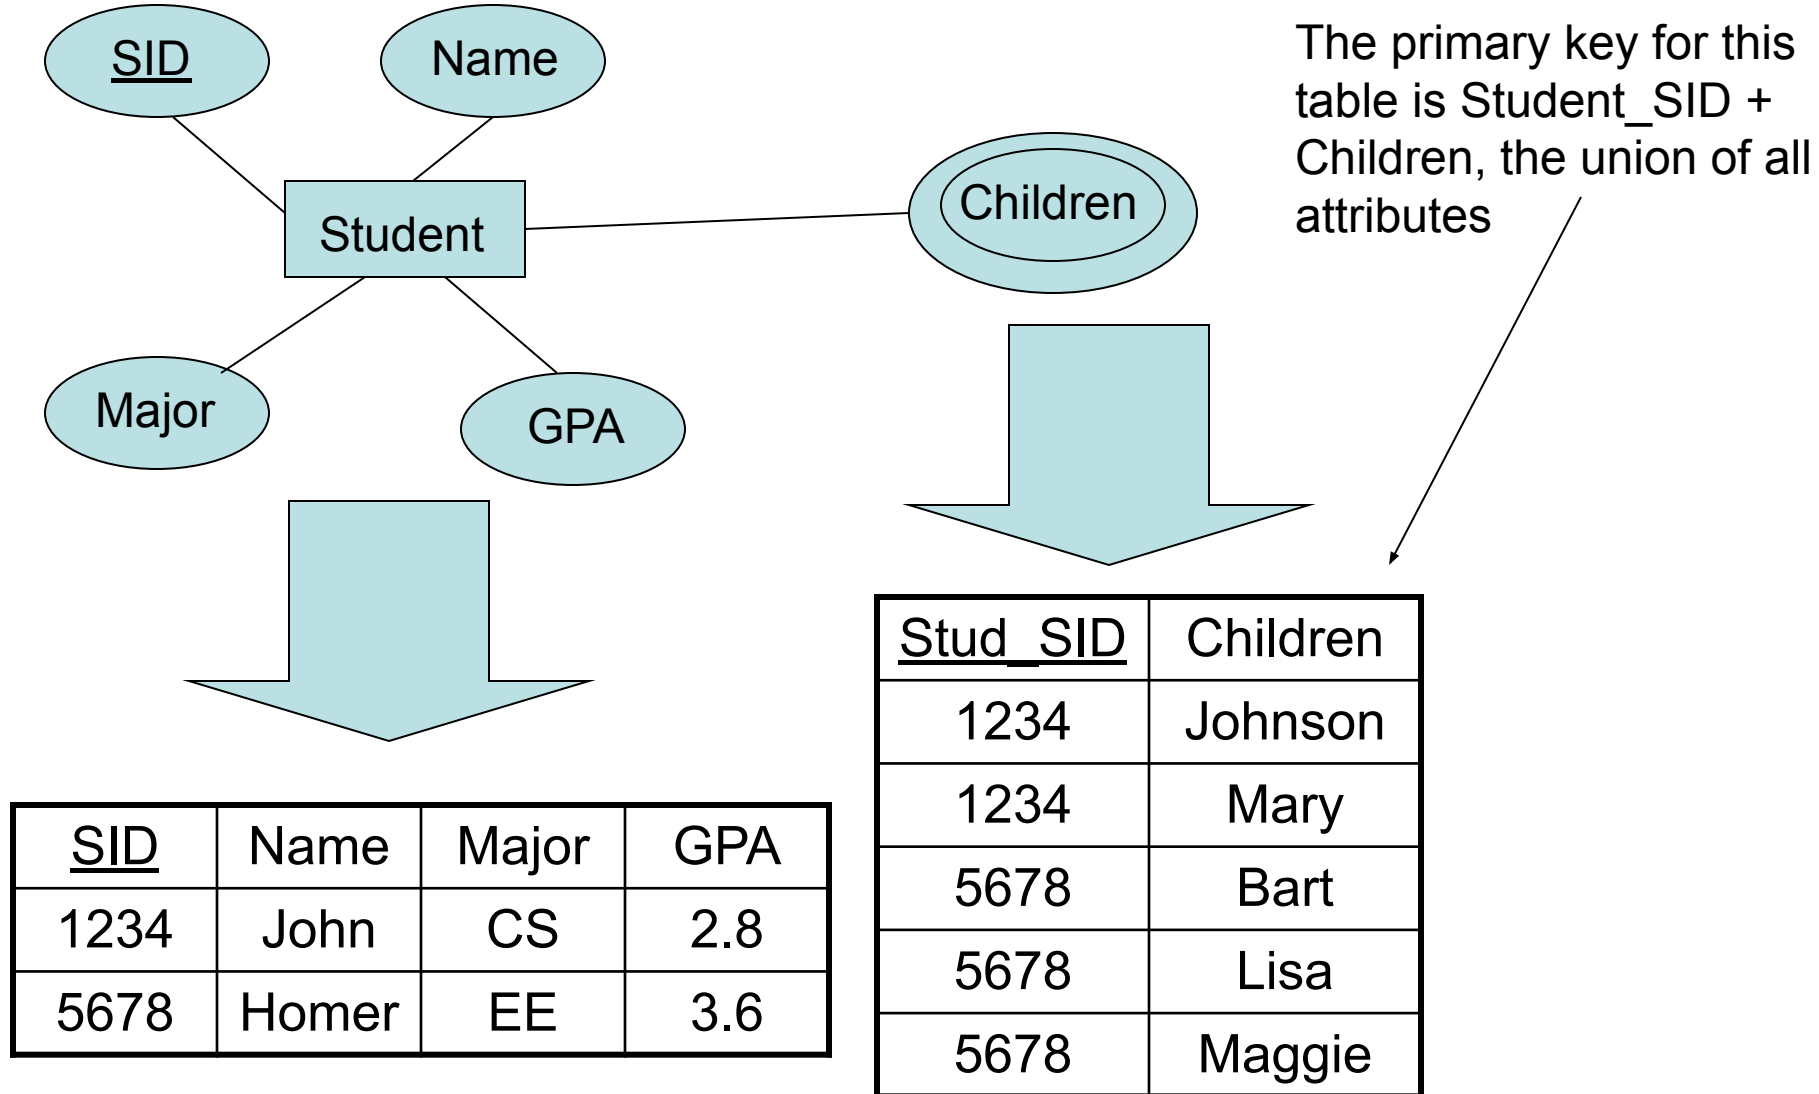 SID
Name
The primary key for this
table is Student_SID +
Children, the union of all
attributes
Children
Student
Major
GPA
Stud_SID Children
1234 Johnson
1234 Mary
5678 Bart
5678 Lisa
5678 Maggie
SID Name Major GPA
1234 John CS 2.8
5678 Homer EE 3.6